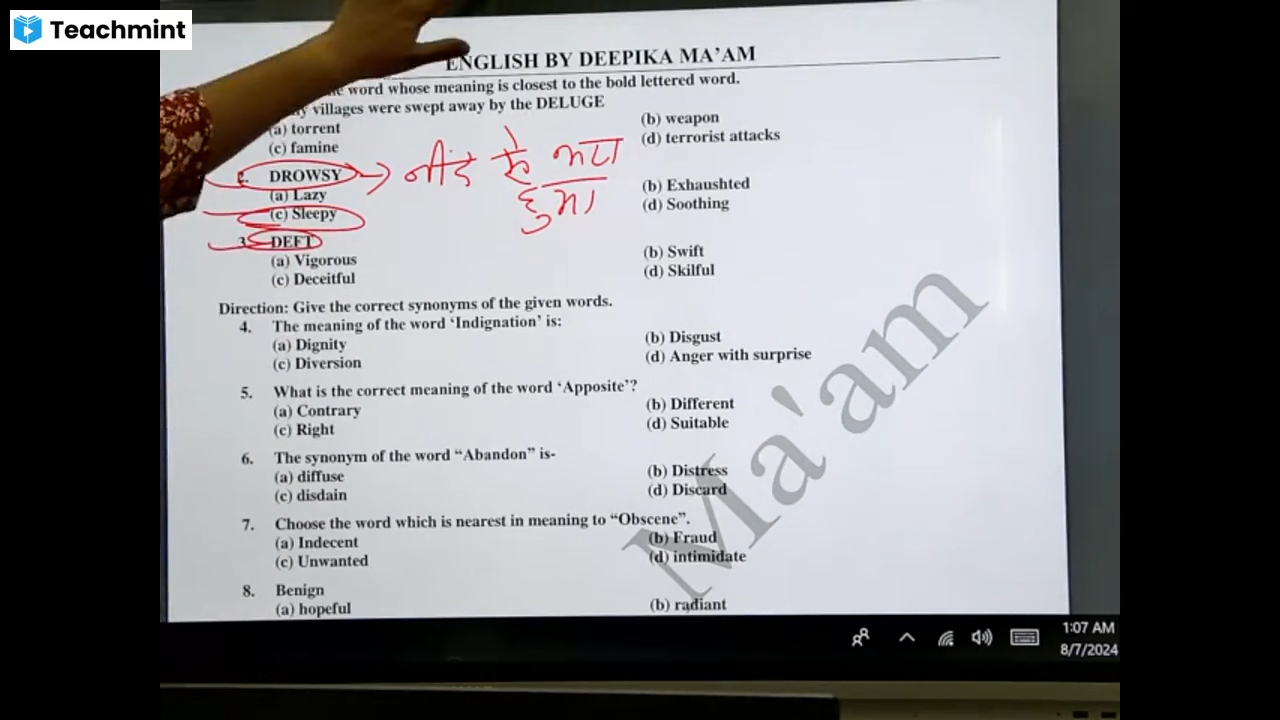 Teachmint
ENGLISH BY DEEPIKA MA'AM
word whose meaning is closest to the bold lettered word.
villages were swept away by the DELUGE
(a) torrent (b) weapon
(c) famine (d) terrorist attacks
2. DROWSY नींद से भरा
हुआ
(a) Lazy (b) Exhaushted
(c) Sleepy (d) Soothing
3. DEFT
(a) Vigorous (b) Swift
(c) Deceitful (d) Skilful
Direction: Give the correct synonyms of the given words.
4. The meaning of the word ‘Indignation’ is:
(a) Dignity (b) Disgust
(c) Diversion (d) Anger with surprise
5. What is the correct meaning of the word ‘Apposite’?
(a) Contrary (b) Different
(c) Right (d) Suitable
6. The synonym of the word “Abandon” is-
(a) diffuse (b) Distress
(c) disdain (d) Discard
7. Choose the word which is nearest in meaning to “Obscene”.
(a) Indecent (b) Fraud
(c) Unwanted (d) intimidate
8. Benign
(a) hopeful (b) radiant
Ma'am
1:07 AM
8/7/2024